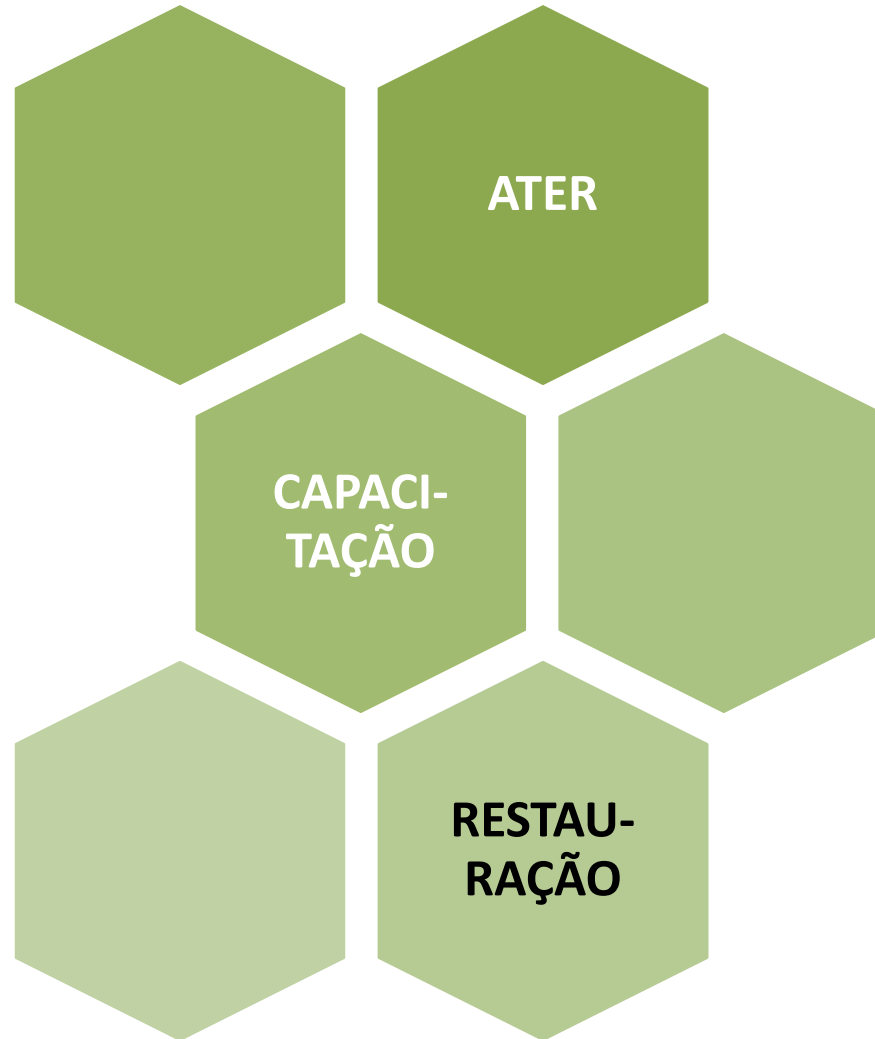 ATER
CAPACI-
TAÇÃO
RESTAU-
RAÇÃO